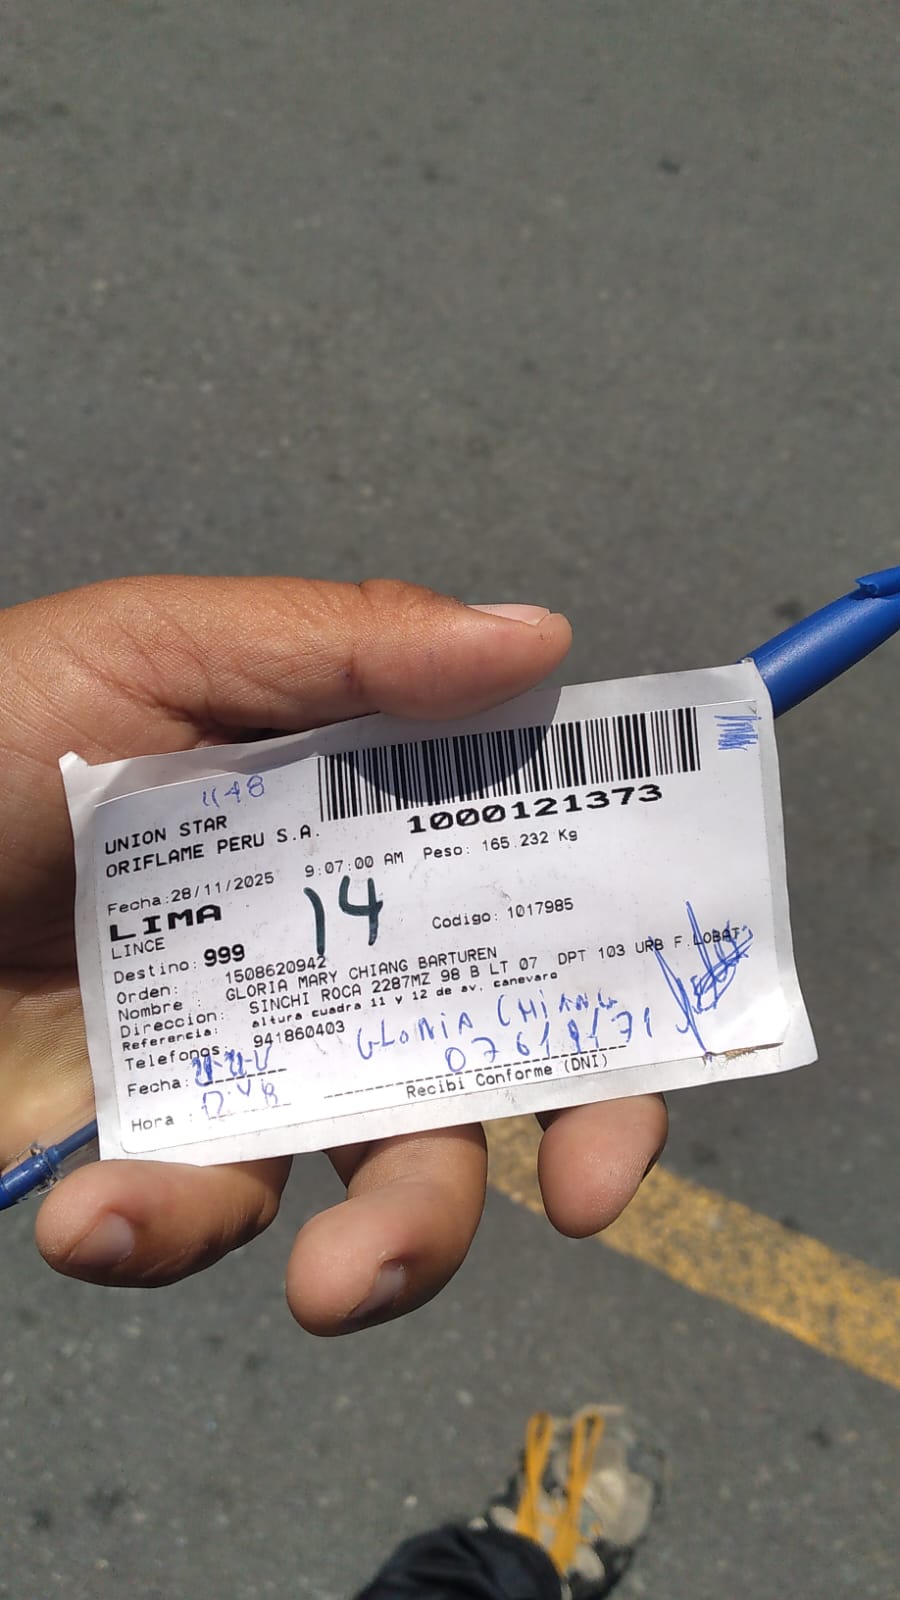 1148
1000121373
UNION STAR
ORIFLAME PERU S.A.
Fecha:28/11/2025 9:07:00 AM Peso: 165.232 Kg
LIMA
14
LINCE
Codigo: 1017985
Destino: 999
Orden: 1508620942
Nombre : GLORIA MARY CHIANG BARTUREN
Direccion: SINCHI ROCA 2287MZ 98 B LT 07 DPT 103 URB F.LOBAT
Referencia: altura cuadra 11 y 12 de av. canevaro
Telefonos: 941860403
GLORIA CHIANG
Fecha:
Recibi Conforme (DNI)
Hora :